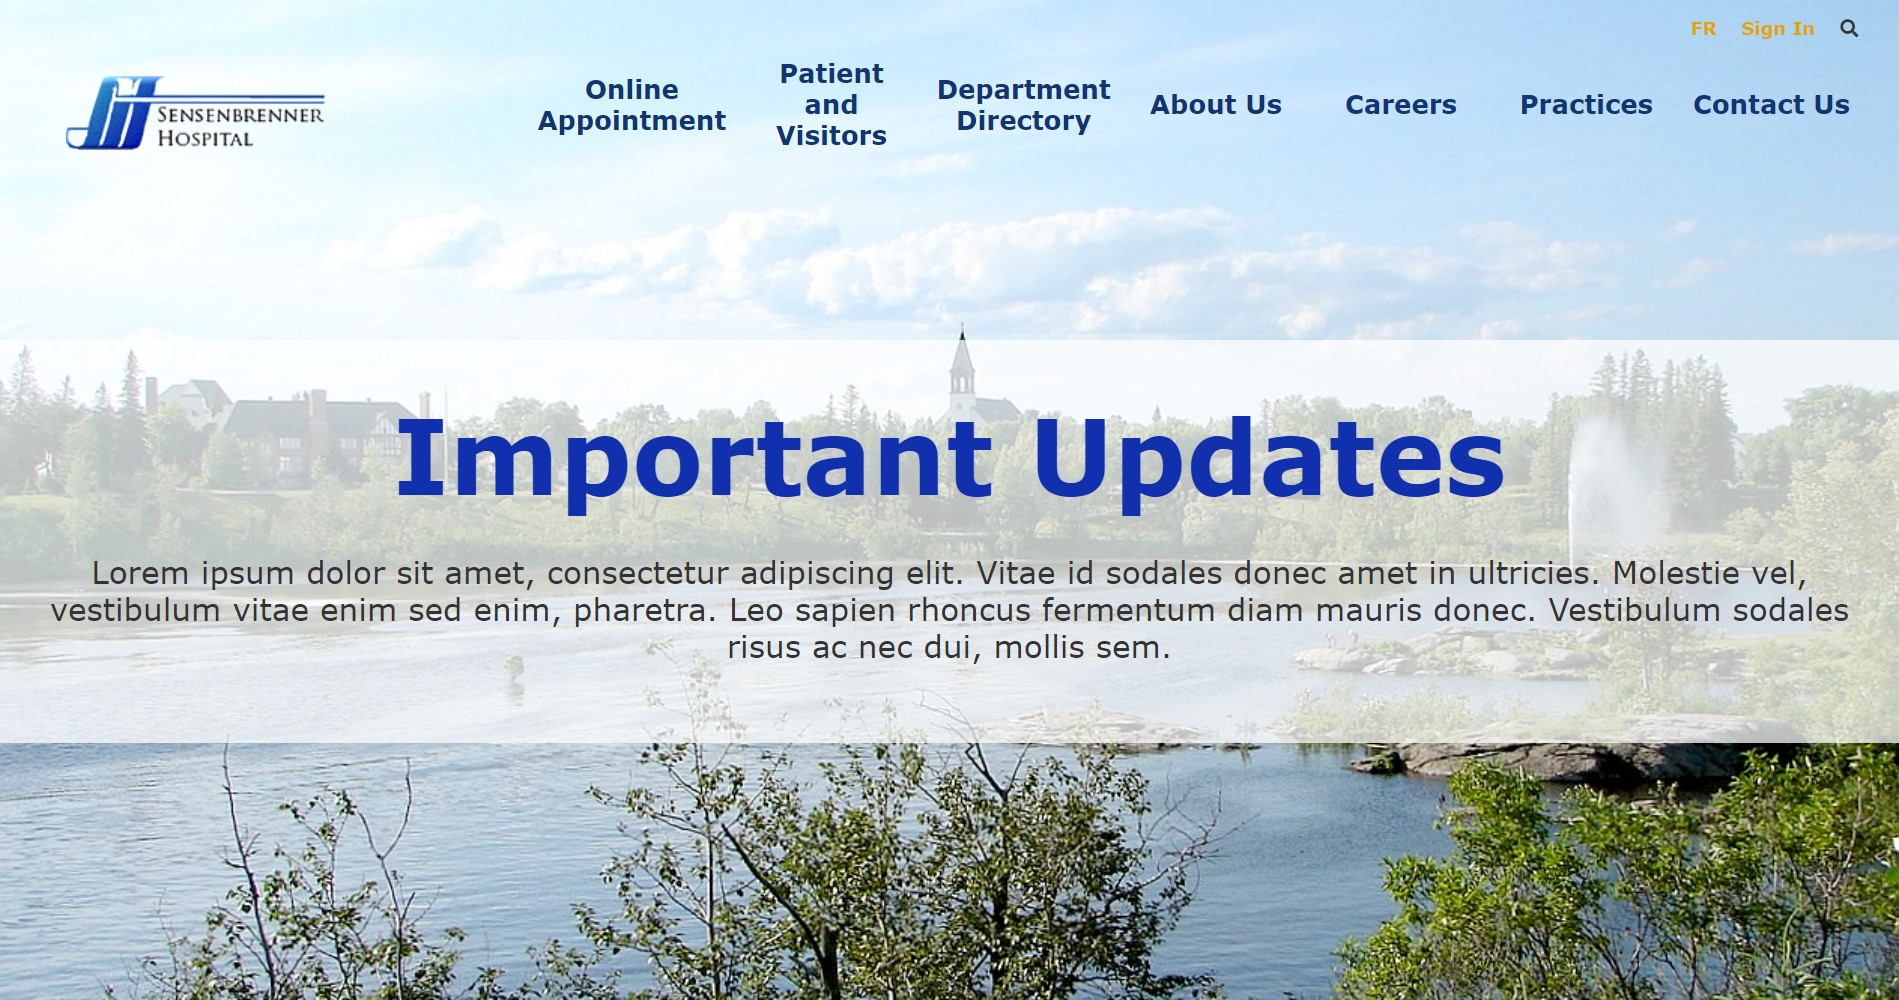 FR Sign In
SENSENBRENNER
HOSPITAL
Online
Appointment
Patient
and
Visitors
Department
Directory
About Us
Careers
Practices
Contact Us
Important Updates
Lorem ipsum dolor sit amet, consectetur adipiscing elit. Vitae id sodales donec amet in ultricies. Molestie vel,
vestibulum vitae enim sed enim, pharetra. Leo sapien rhoncus fermentum diam mauris donec. Vestibulum sodales
risus ac nec dui, mollis sem.